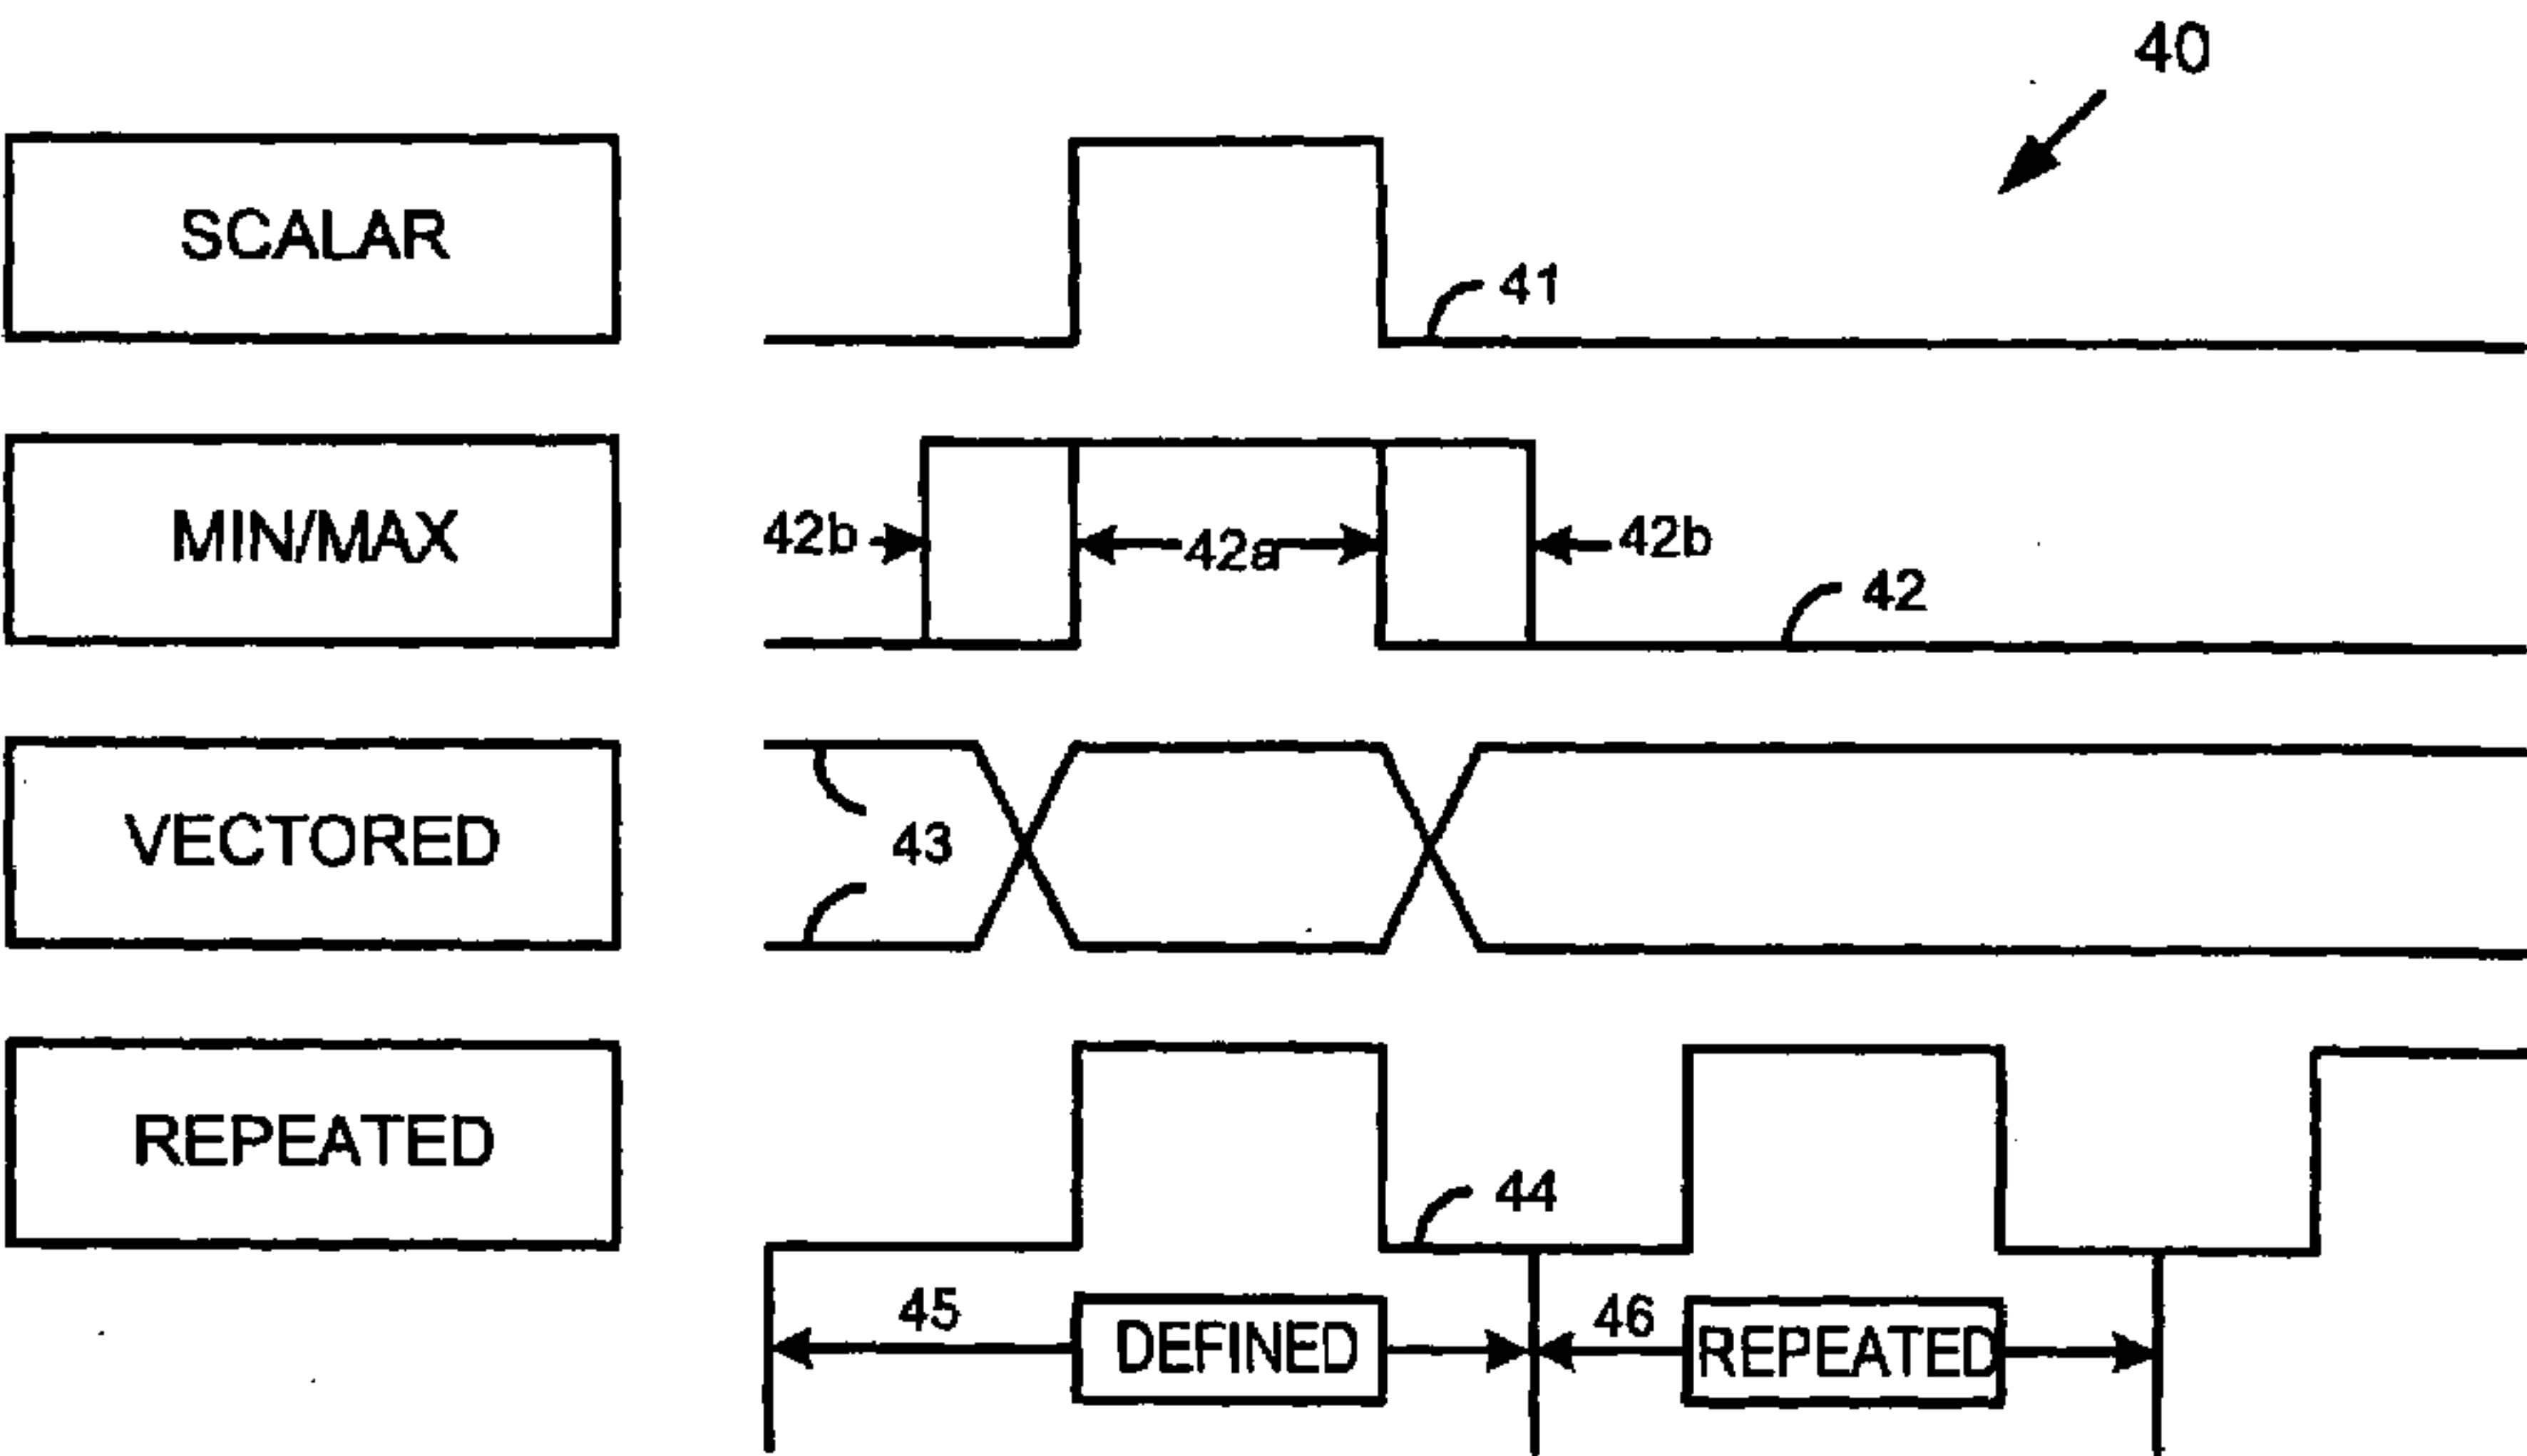 40
SCALAR
41
MIN/MAX
42b
42a
42b
42
VECTORED
43
REPEATED
44
45
DEFINED
46
REPEATED